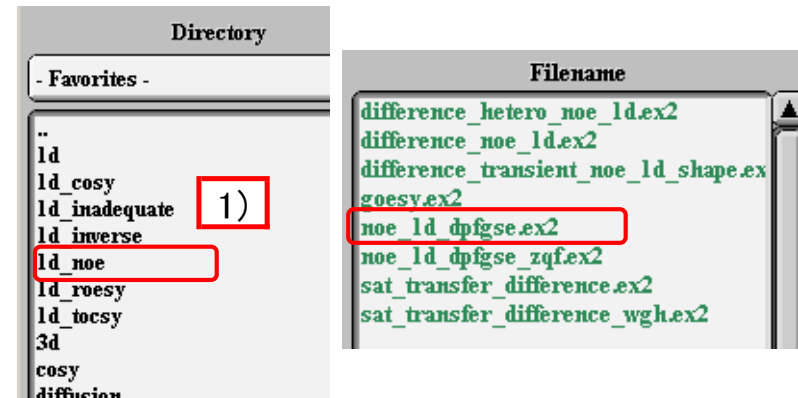 Directory
- Favorites -
..
1d
1d_cosy
1d_inadequate
1d_inverse
1d_noe
1d_roesy
1d_tocsy
3d
cosy
diffusion
1)
Filename
difference_hetero_noe_1d.ex2
difference_noe_1d.ex2
difference_transient_noe_1d_shape.ex
goesy.ex2
noe_1d_dpfgse.ex2
noe_1d_dpfgse_zqf.ex2
sat_transfer_difference.ex2
sat_transfer_difference_wgh.ex2